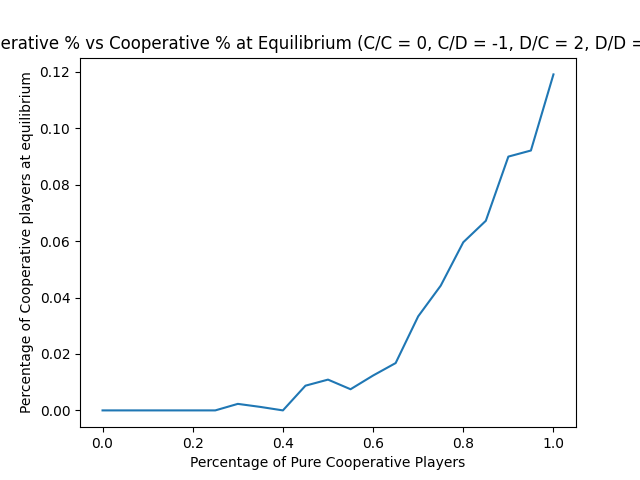 erative % vs Cooperative % at Equilibrium (C/C = 0, C/D = -1, D/C = 2, D/D =
0.12
0.10
0.08
0.06
0.04
0.02
0.00
Percentage of Cooperative players at equilibrium
0.0 0.2 0.4 0.6 0.8 1.0
Percentage of Pure Cooperative Players